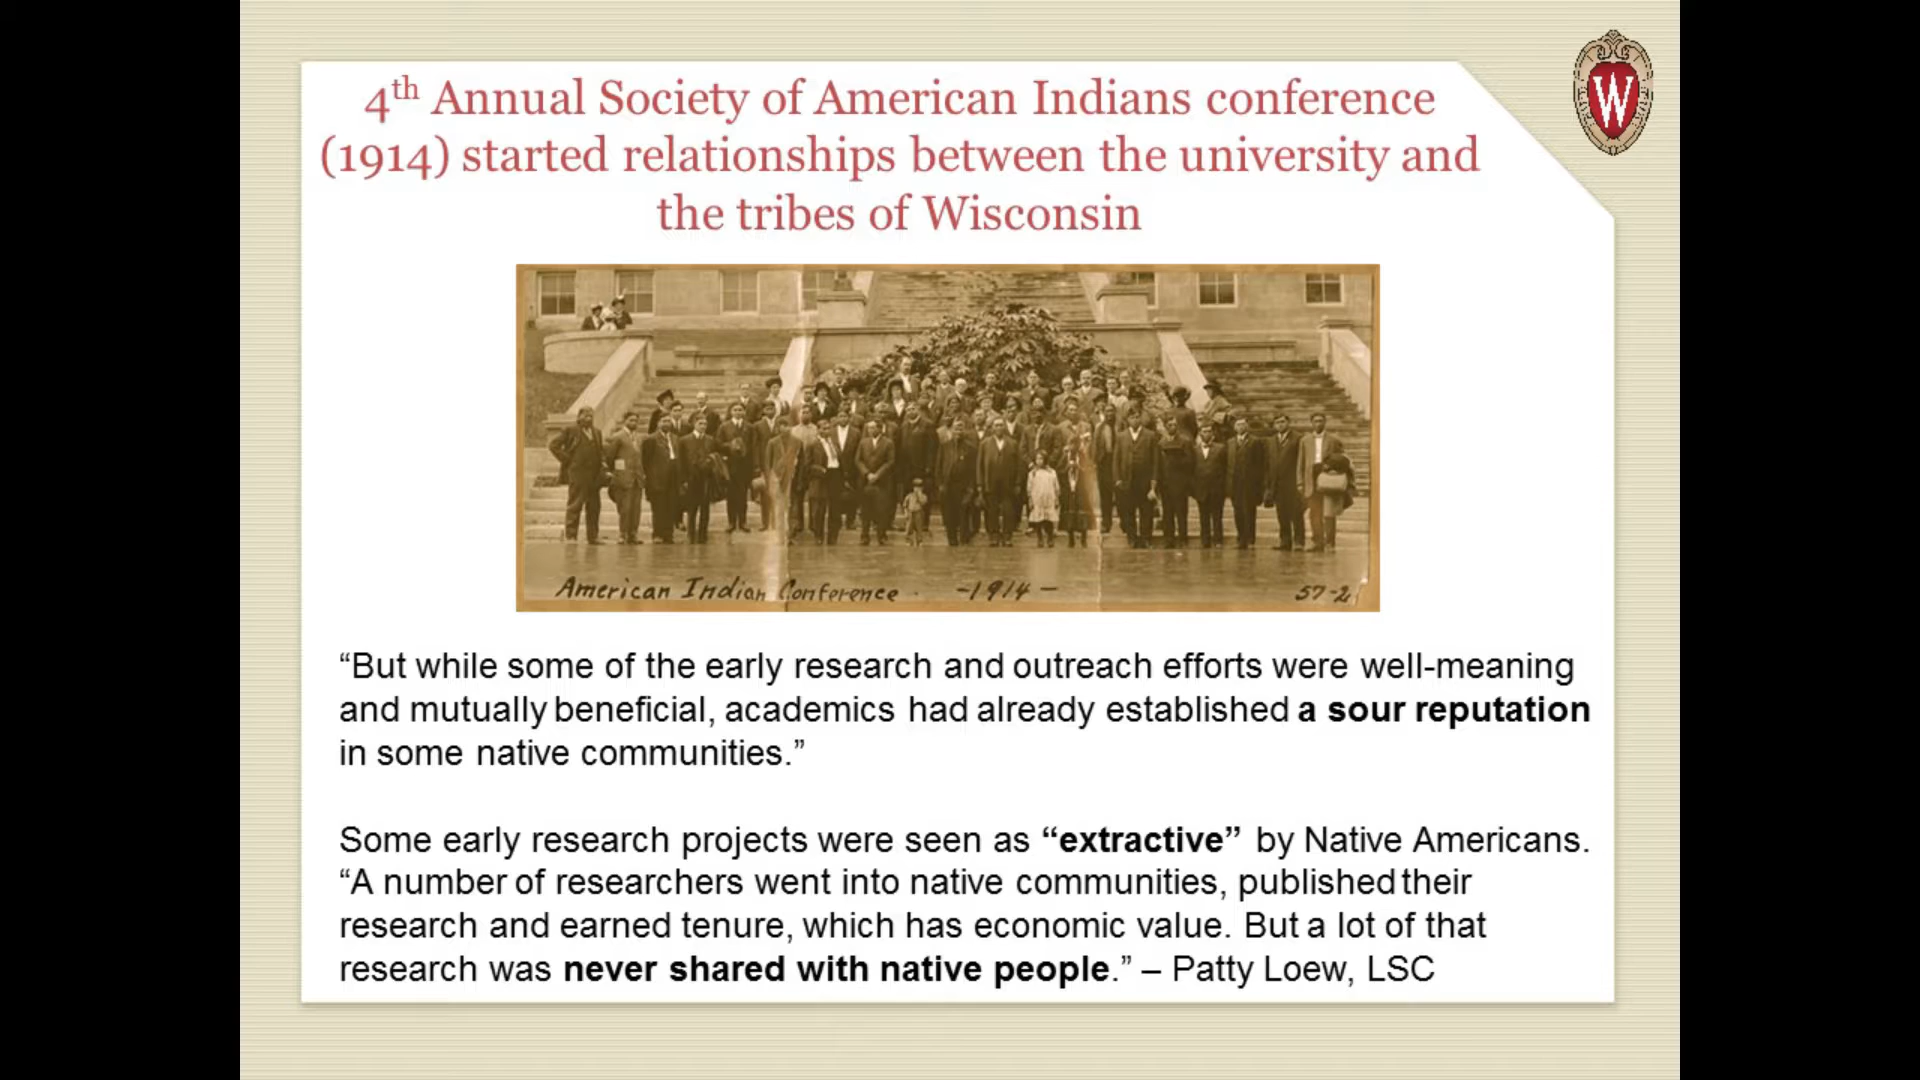 4th Annual Society of American Indians conference
(1914) started relationships between the university and
the tribes of Wisconsin
W
American Indian Conference - -1914- 57-2
“But while some of the early research and outreach efforts were well-meaning
and mutually beneficial, academics had already established a sour reputation
in some native communities.”
Some early research projects were seen as “extractive” by Native Americans.
“A number of researchers went into native communities, published their
research and earned tenure, which has economic value. But a lot of that
research was never shared with native people.” – Patty Loew, LSC